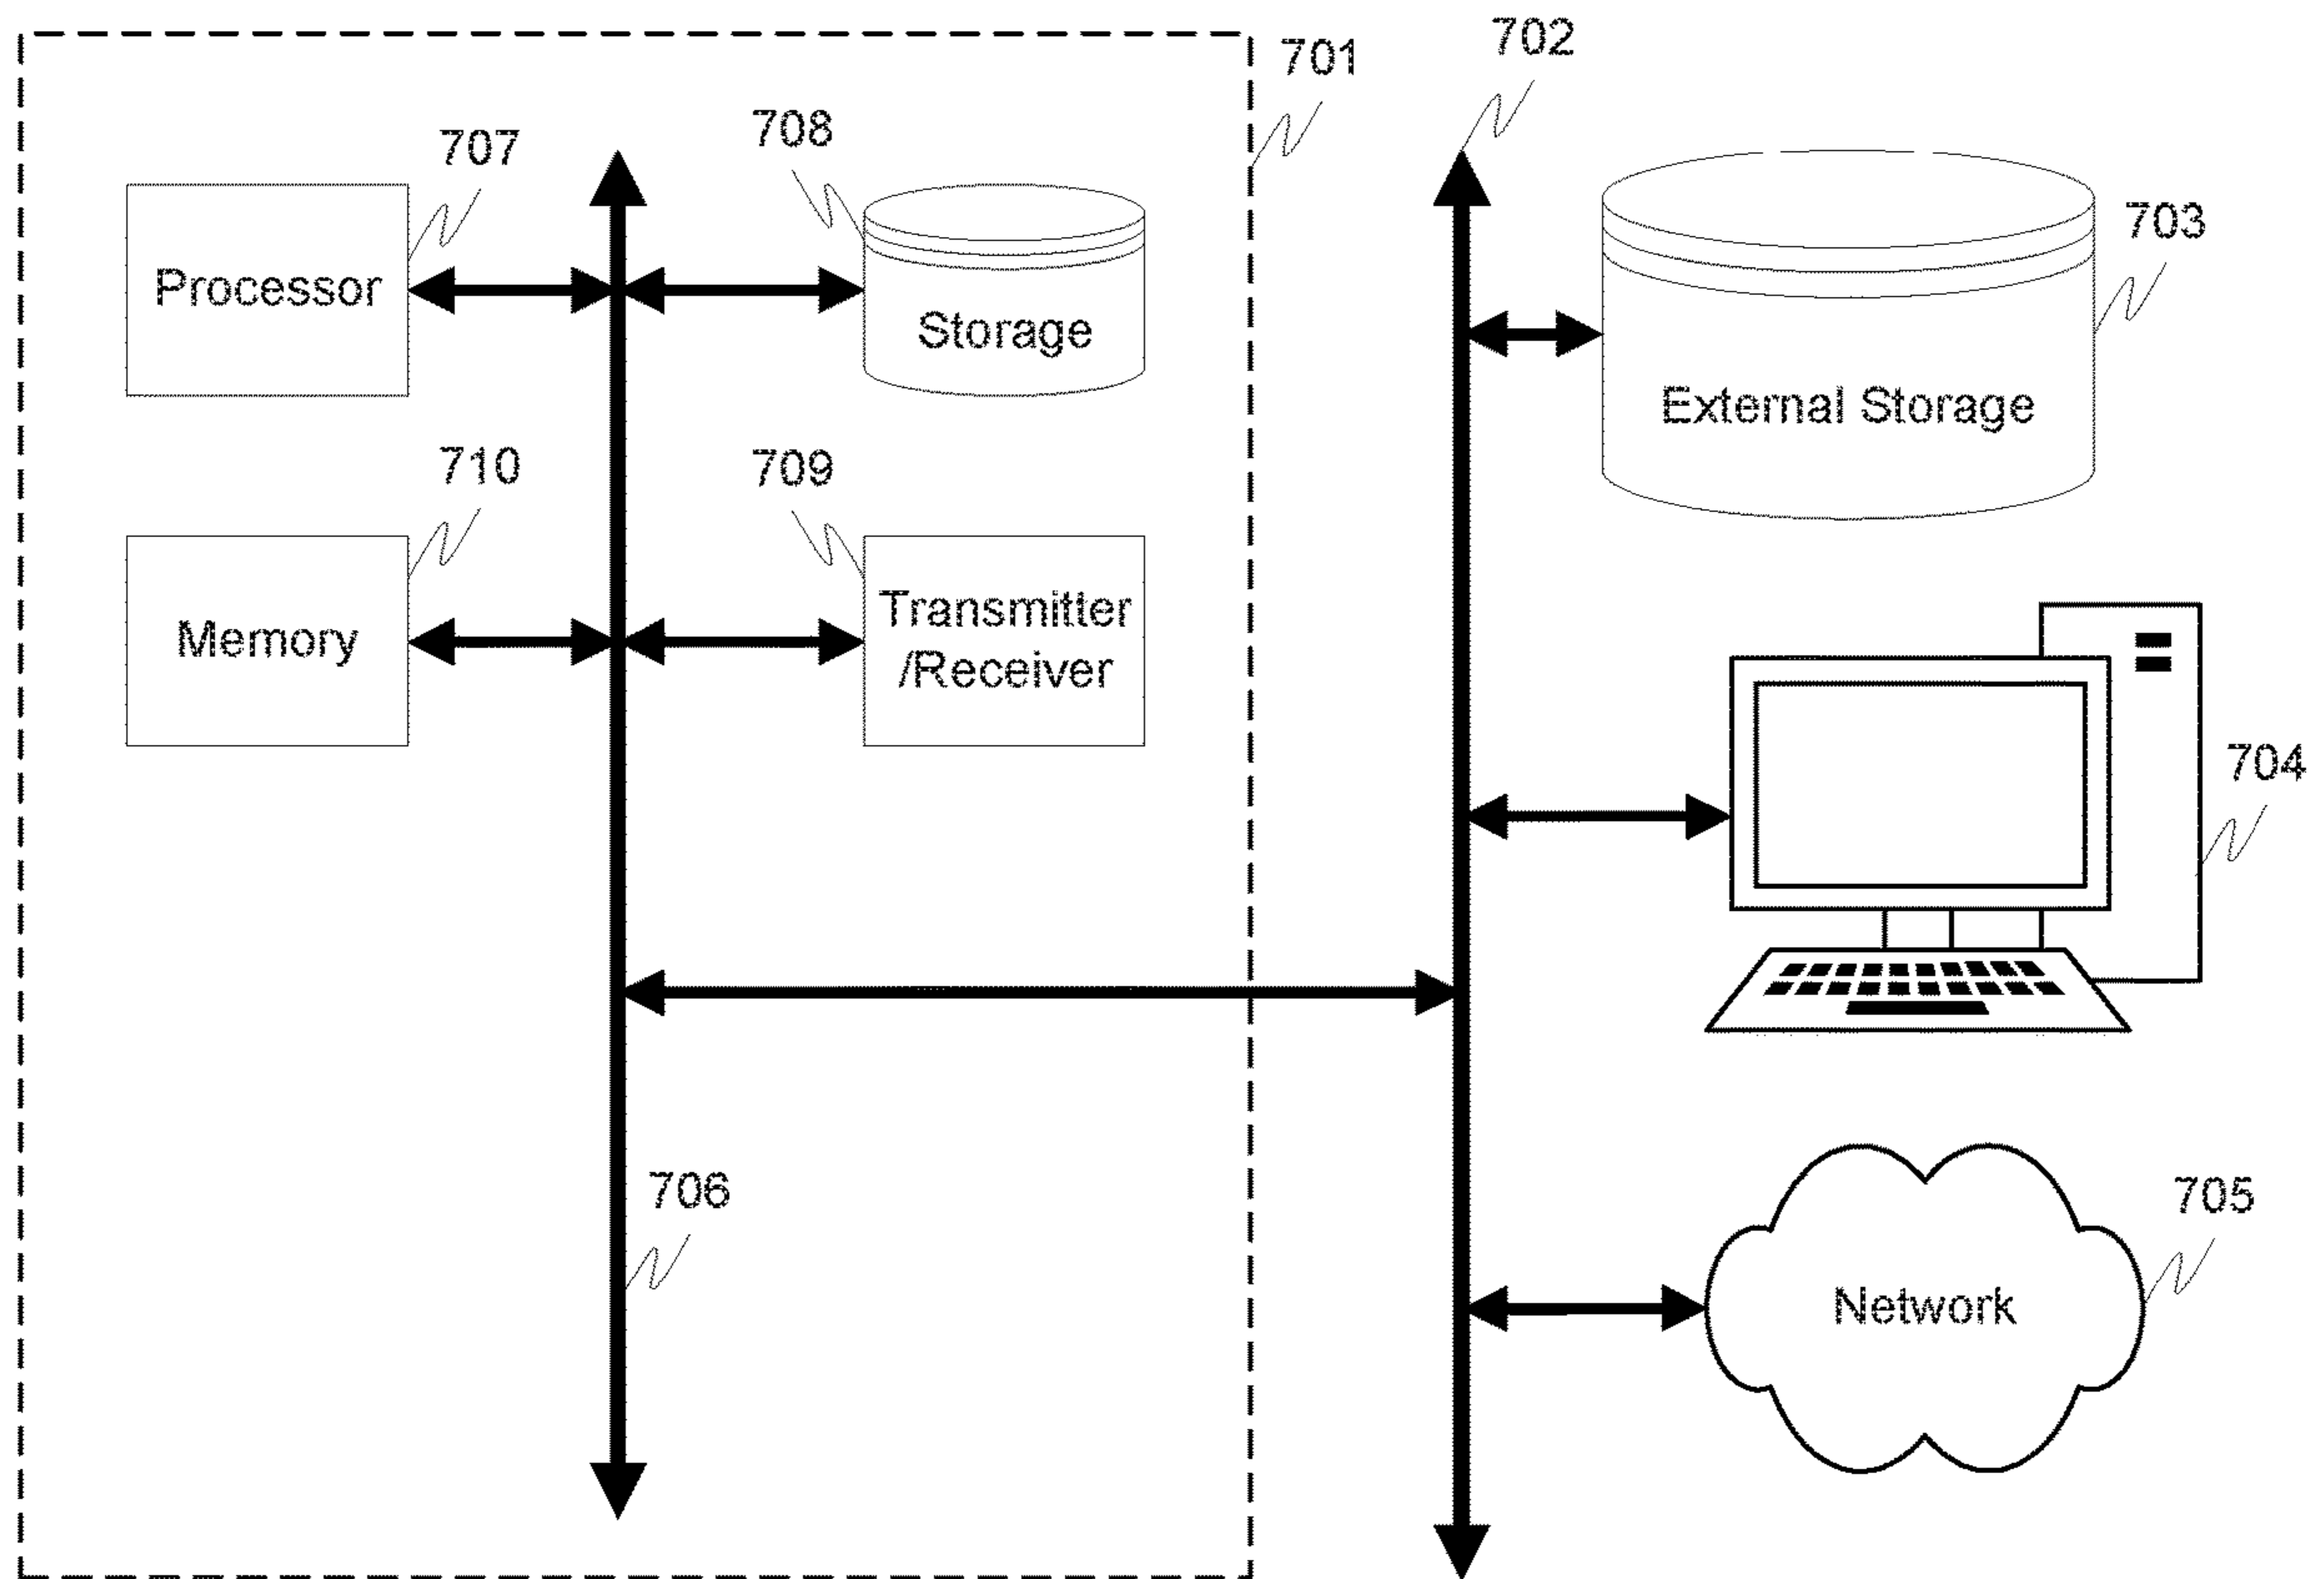 701
702
707
708
703
Processor
Storage
External Storage
710
709
Transmitter
/Receiver
Memory
704
706
705
Network